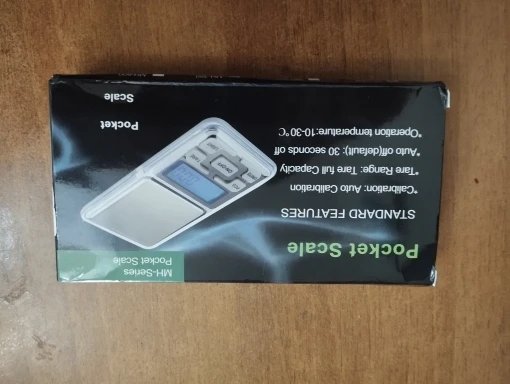 MH-Series
Pocket Scale
Pocket Scale
STANDARD FEATURES
*Calibration: Auto Calibration
*Tare Range: Tare full Capacity
*Auto off(default): 30 seconds off
*Operation temperature: 10-30°C
Pocket
Scale